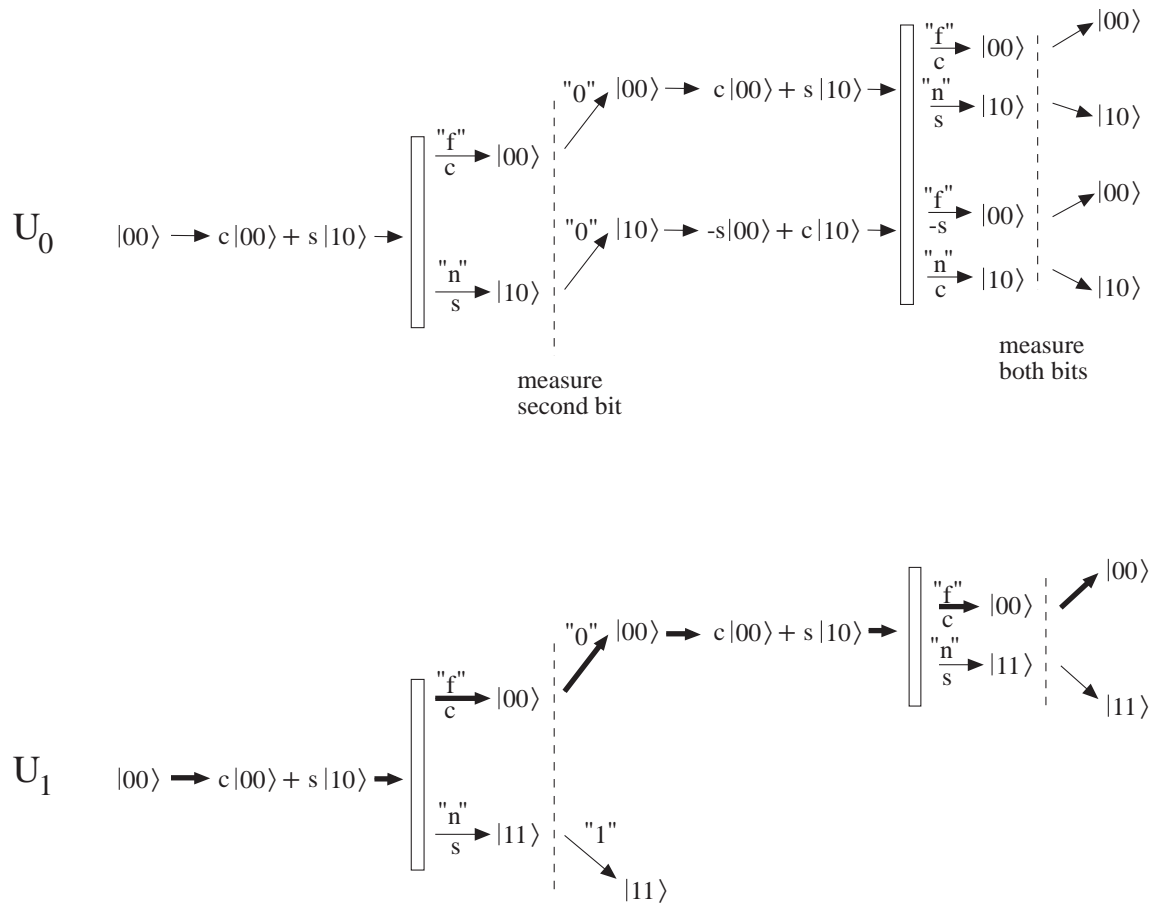 |00⟩
"f"
c
|00⟩
|00⟩
"0"
|00⟩
c|00⟩ + s|10⟩
"n"
s
|10⟩
|10⟩
"f"
c
|00⟩
U0
|00⟩
c|00⟩ + s|10⟩
"0"
|10⟩
-s|00⟩ + c|10⟩
"f"
-s
|00⟩
|00⟩
"n"
s
|10⟩
"n"
c
|10⟩
|10⟩
measure
second bit
measure
both bits
|00⟩
"f"
c
|00⟩
"0"
|00⟩
c|00⟩ + s|10⟩
"n"
s
|11⟩
|11⟩
"f"
c
|00⟩
U1
|00⟩
c|00⟩ + s|10⟩
"n"
s
|11⟩
"1"
|11⟩